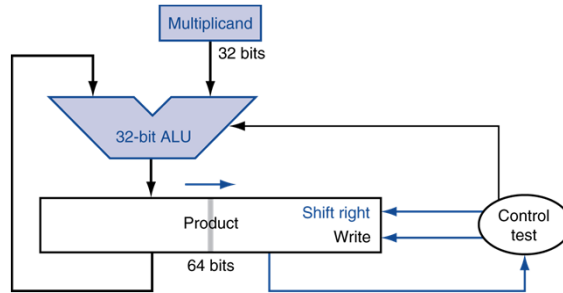 Multiplicand
32 bits
32-bit ALU
Product
Shift right
Write
Control
test
64 bits